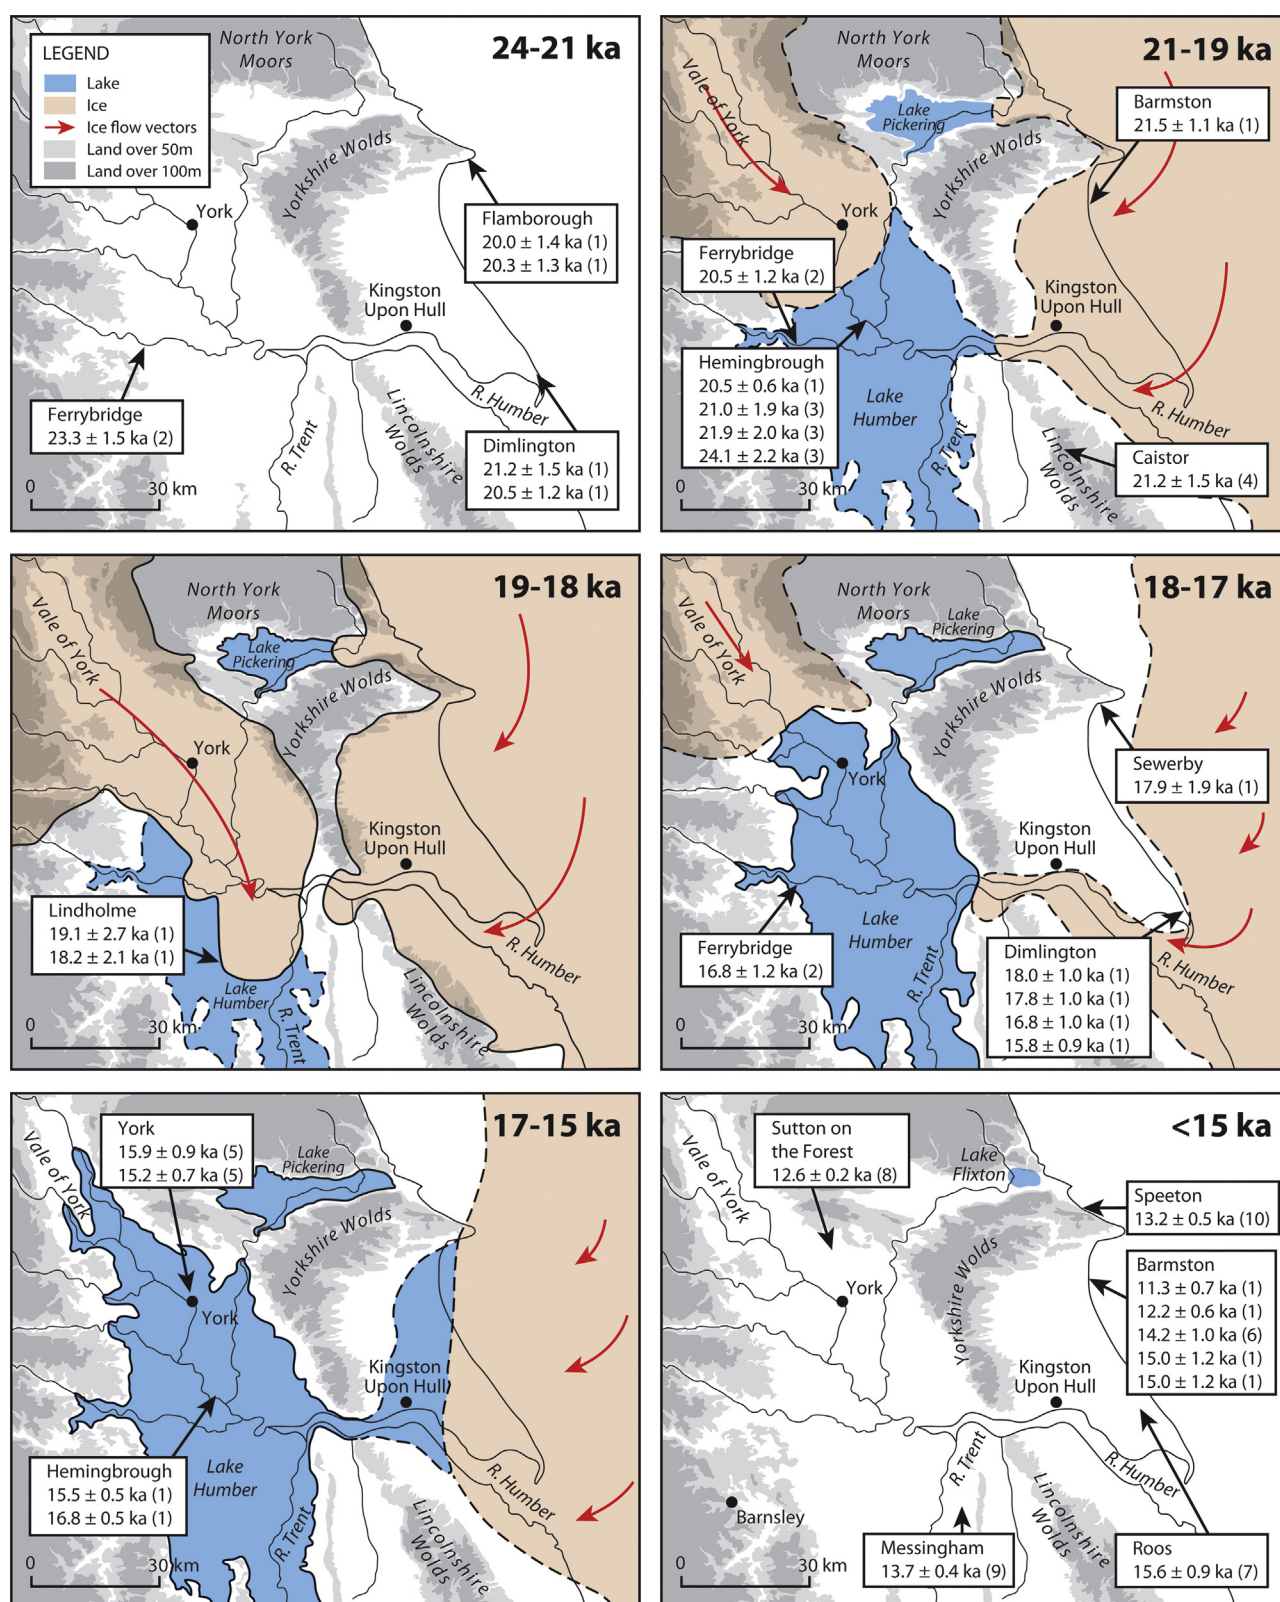 24-21 ka
LEGEND
Lake
Ice
Ice flow vectors
Land over 50m
Land over 100m
North York
Moors
Yorkshire Wolds
York
Flamborough
20.0 ± 1.4 ka (1)
20.3 ± 1.3 ka (1)
Kingston
Upon Hull
Ferrybridge
23.3 ± 1.5 ka (2)
R. Humber
R. Trent
Lincolnshire
Wolds
Dimlington
21.2 ± 1.5 ka (1)
20.5 ± 1.2 ka (1)
0 30 km
21-19 ka
North York
Moors
Vale of York
Lake
Pickering
Barmston
21.5 ± 1.1 ka (1)
Yorkshire Wolds
York
Ferrybridge
20.5 ± 1.2 ka (2)
Kingston
Upon Hull
Hemingbrough
20.5 ± 0.6 ka (1)
21.0 ± 1.9 ka (3)
21.9 ± 2.0 ka (3)
24.1 ± 2.2 ka (3)
Lake
Humber
R. Trent
R. Humber
Lincolnshire
Wolds
Caistor
21.2 ± 1.5 ka (4)
0 30 km
19-18 ka
North York
Moors
Vale of York
Lake
Pickering
Yorkshire Wolds
York
Kingston
Upon Hull
Lindholme
19.1 ± 2.7 ka (1)
18.2 ± 2.1 ka (1)
R. Humber
Lake
Humber
R. Trent
Lincolnshire
Wolds
0 30 km
18-17 ka
North York
Moors
Lake
Pickering
Vale of York
Yorkshire Wolds
York
Sewerby
17.9 ± 1.9 ka (1)
Kingston
Upon Hull
Ferrybridge
16.8 ± 1.2 ka (2)
Lake
Humber
R. Trent
Dimlington
18.0 ± 1.0 ka (1)
17.8 ± 1.0 ka (1)
16.8 ± 1.0 ka (1)
15.8 ± 0.9 ka (1)
R. Humber
0 30 km
17-15 ka
York
15.9 ± 0.9 ka (5)
15.2 ± 0.7 ka (5)
Vale of York
Lake
Pickering
Yorkshire Wolds
York
Kingston
Upon Hull
Hemingbrough
15.5 ± 0.5 ka (1)
16.8 ± 0.5 ka (1)
Lake
Humber
R. Humber
R. Trent
Lincolnshire
Wolds
0 30 km
<15 ka
Sutton on
the Forest
12.6 ± 0.2 ka (8)
Vale of York
Lake
Flixton
Speeton
13.2 ± 0.5 ka (10)
Yorkshire Wolds
York
Barmston
11.3 ± 0.7 ka (1)
12.2 ± 0.6 ka (1)
14.2 ± 1.0 ka (6)
15.0 ± 1.2 ka (1)
15.0 ± 1.2 ka (1)
Kingston
Upon Hull
R. Trent
R. Humber
Barnsley
Lincolnshire
Wolds
Messingham
13.7 ± 0.4 ka (9)
Roos
15.6 ± 0.9 ka (7)
0 30 km